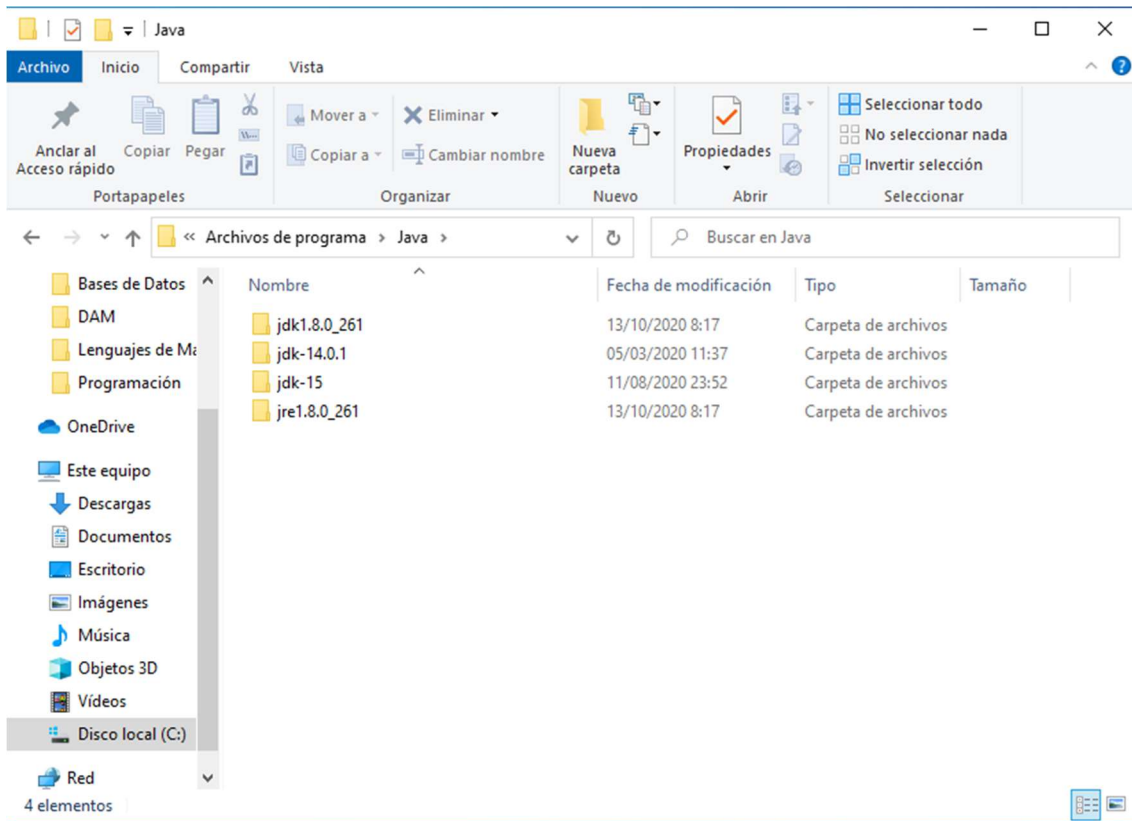 Java
Archivo Inicio Compartir Vista
Anclar al Acceso rápido
Copiar
Pegar
Mover a
Copiar a
Eliminar
Cambiar nombre
Nueva carpeta
Propiedades
Seleccionar todo
No seleccionar nada
Invertir selección
Portapapeles Organizar Nuevo Abrir Seleccionar
« Archivos de programa › Java › Buscar en Java
Bases de Datos
DAM
Lenguajes de Ma
Programación
OneDrive
Este equipo
Descargas
Documentos
Escritorio
Imágenes
Música
Objetos 3D
Vídeos
Disco local (C:)
Red
Nombre Fecha de modificación Tipo Tamaño
jdk1.8.0_261 13/10/2020 8:17 Carpeta de archivos
jdk-14.0.1 05/03/2020 11:37 Carpeta de archivos
jdk-15 11/08/2020 23:52 Carpeta de archivos
jre1.8.0_261 13/10/2020 8:17 Carpeta de archivos
4 elementos